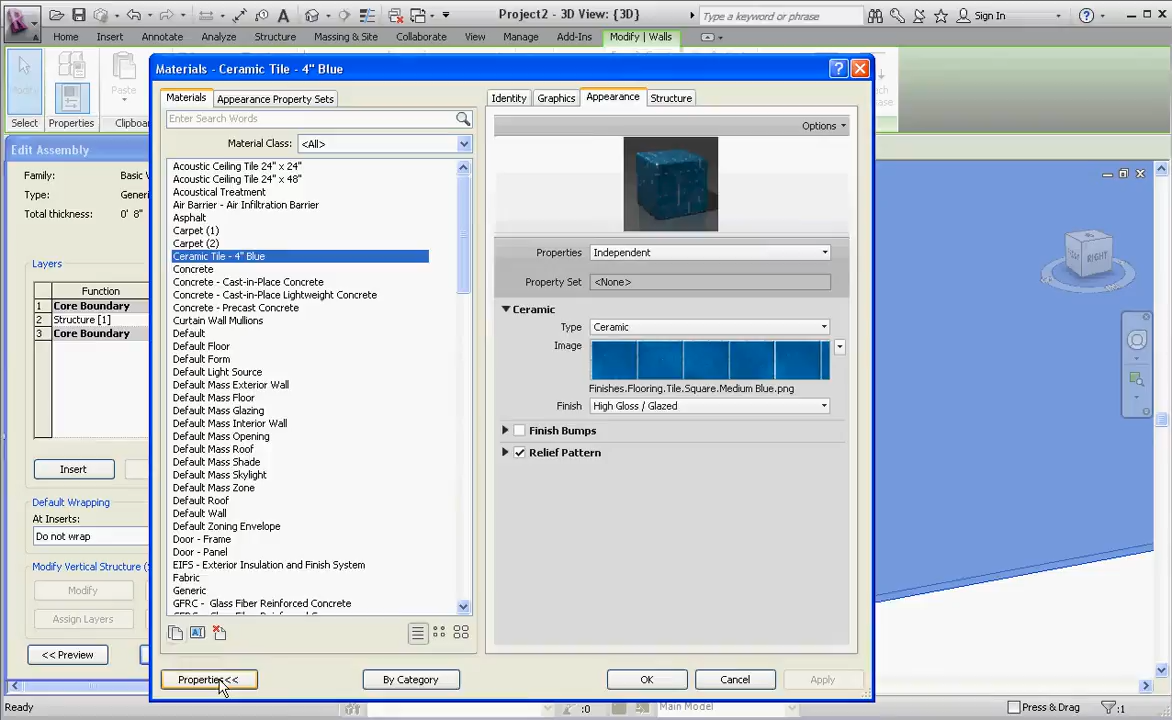 Project2 - 3D View: {3D}
Type a keyword or phrase
Sign In
Home Insert Annotate Analyze Structure Massing & Site Collaborate View Manage Add-Ins Modify | Walls
Modify
Paste
Select Properties Clipboa
Edit Assembly
Family: Basic
Type: Generi
Total thickness: 0' 8"
Layers
Function
1 Core Boundary
2 Structure [1]
3 Core Boundary
Insert
Default Wrapping
At Inserts:
Do not wrap
Modify Vertical Structure (
Modify
Assign Layers
<< Preview
Ready
Materials - Ceramic Tile - 4" Blue
Materials Appearance Property Sets
Enter Search Words
Material Class: <All>
Acoustic Ceiling Tile 24" x 24"
Acoustic Ceiling Tile 24" x 48"
Acoustical Treatment
Air Barrier - Air Infiltration Barrier
Asphalt
Carpet (1)
Carpet (2)
Ceramic Tile - 4" Blue
Concrete
Concrete - Cast-in-Place Concrete
Concrete - Cast-in-Place Lightweight Concrete
Concrete - Precast Concrete
Curtain Wall Mullions
Default
Default Floor
Default Form
Default Light Source
Default Mass Exterior Wall
Default Mass Floor
Default Mass Glazing
Default Mass Interior Wall
Default Mass Opening
Default Mass Roof
Default Mass Shade
Default Mass Skylight
Default Mass Zone
Default Roof
Default Wall
Default Zoning Envelope
Door - Frame
Door - Panel
EIFS - Exterior Insulation and Finish System
Fabric
Generic
GFRC - Glass Fiber Reinforced Concrete
Properties<<
By Category
Identity Graphics Appearance Structure
Options
Properties Independent
Property Set <None>
Ceramic
Type Ceramic
Image
Finishes.Flooring.Tile.Square.Medium Blue.png
Finish High Gloss / Glazed
Finish Bumps
Relief Pattern
OK Cancel Apply
RIGHT
:0 Main Model Press & Drag :1